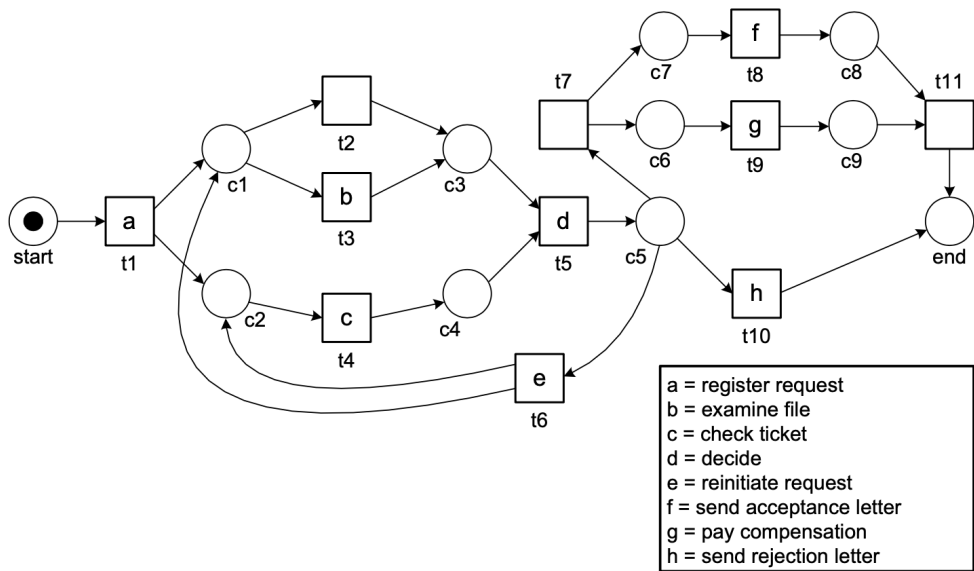 f
c7
t8
c8
t7
t11
g
c6
t9
c9
t2
c1
b
c3
t3
a
d
start
t1
t5
c5
end
c
h
c2
t4
c4
t10
e
t6
a = register request
b = examine file
c = check ticket
d = decide
e = reinitiate request
f = send acceptance letter
g = pay compensation
h = send rejection letter